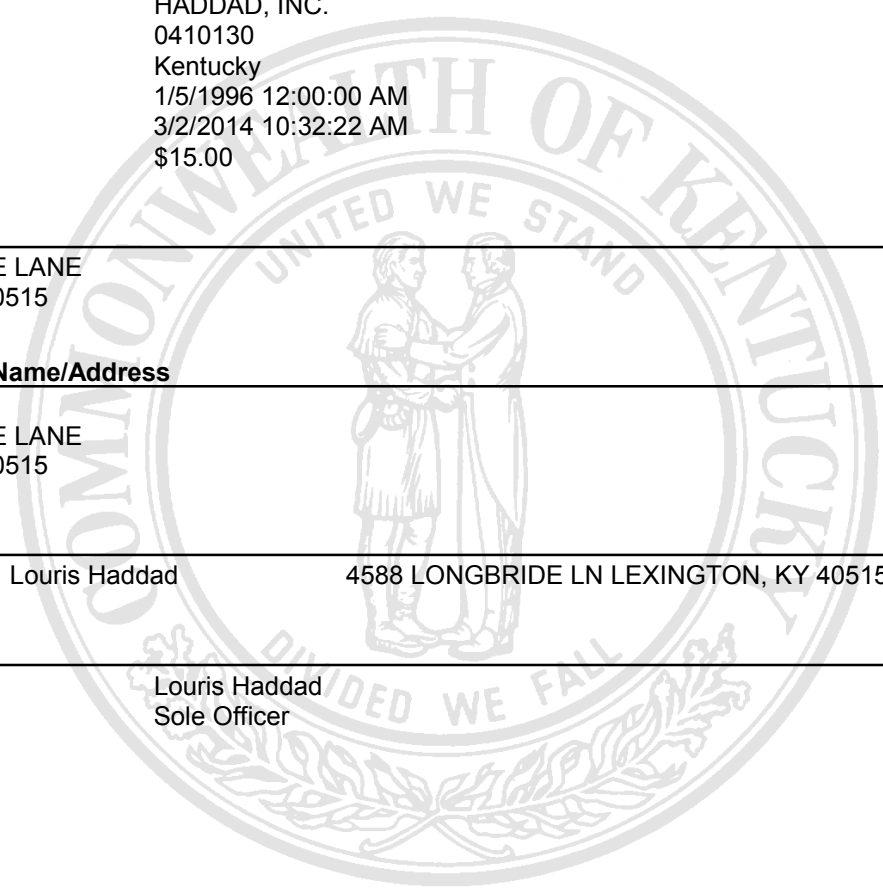 HADDAD, INC.
0410130
Kentucky
1/5/1996 12:00:00 AM
3/2/2014 10:32:22 AM
$15.00
E LANE
0515
Name/Address
E LANE
0515
Louris Haddad 4588 LONGBRIDE LN LEXINGTON, KY 40515
Louris Haddad
Sole Officer
COMMONWEALTH OF KENTUCKY
UNITED WE STAND
DIVIDED WE FALL